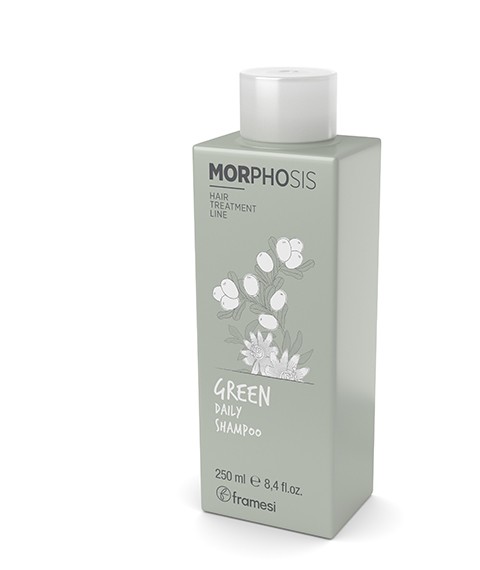 MORPHOSIS
HAIR
TREATMENT
LINE
GREEN
DAILY
SHAMPOO
250 ml ℮ 8,4 fl.oz.
framesi